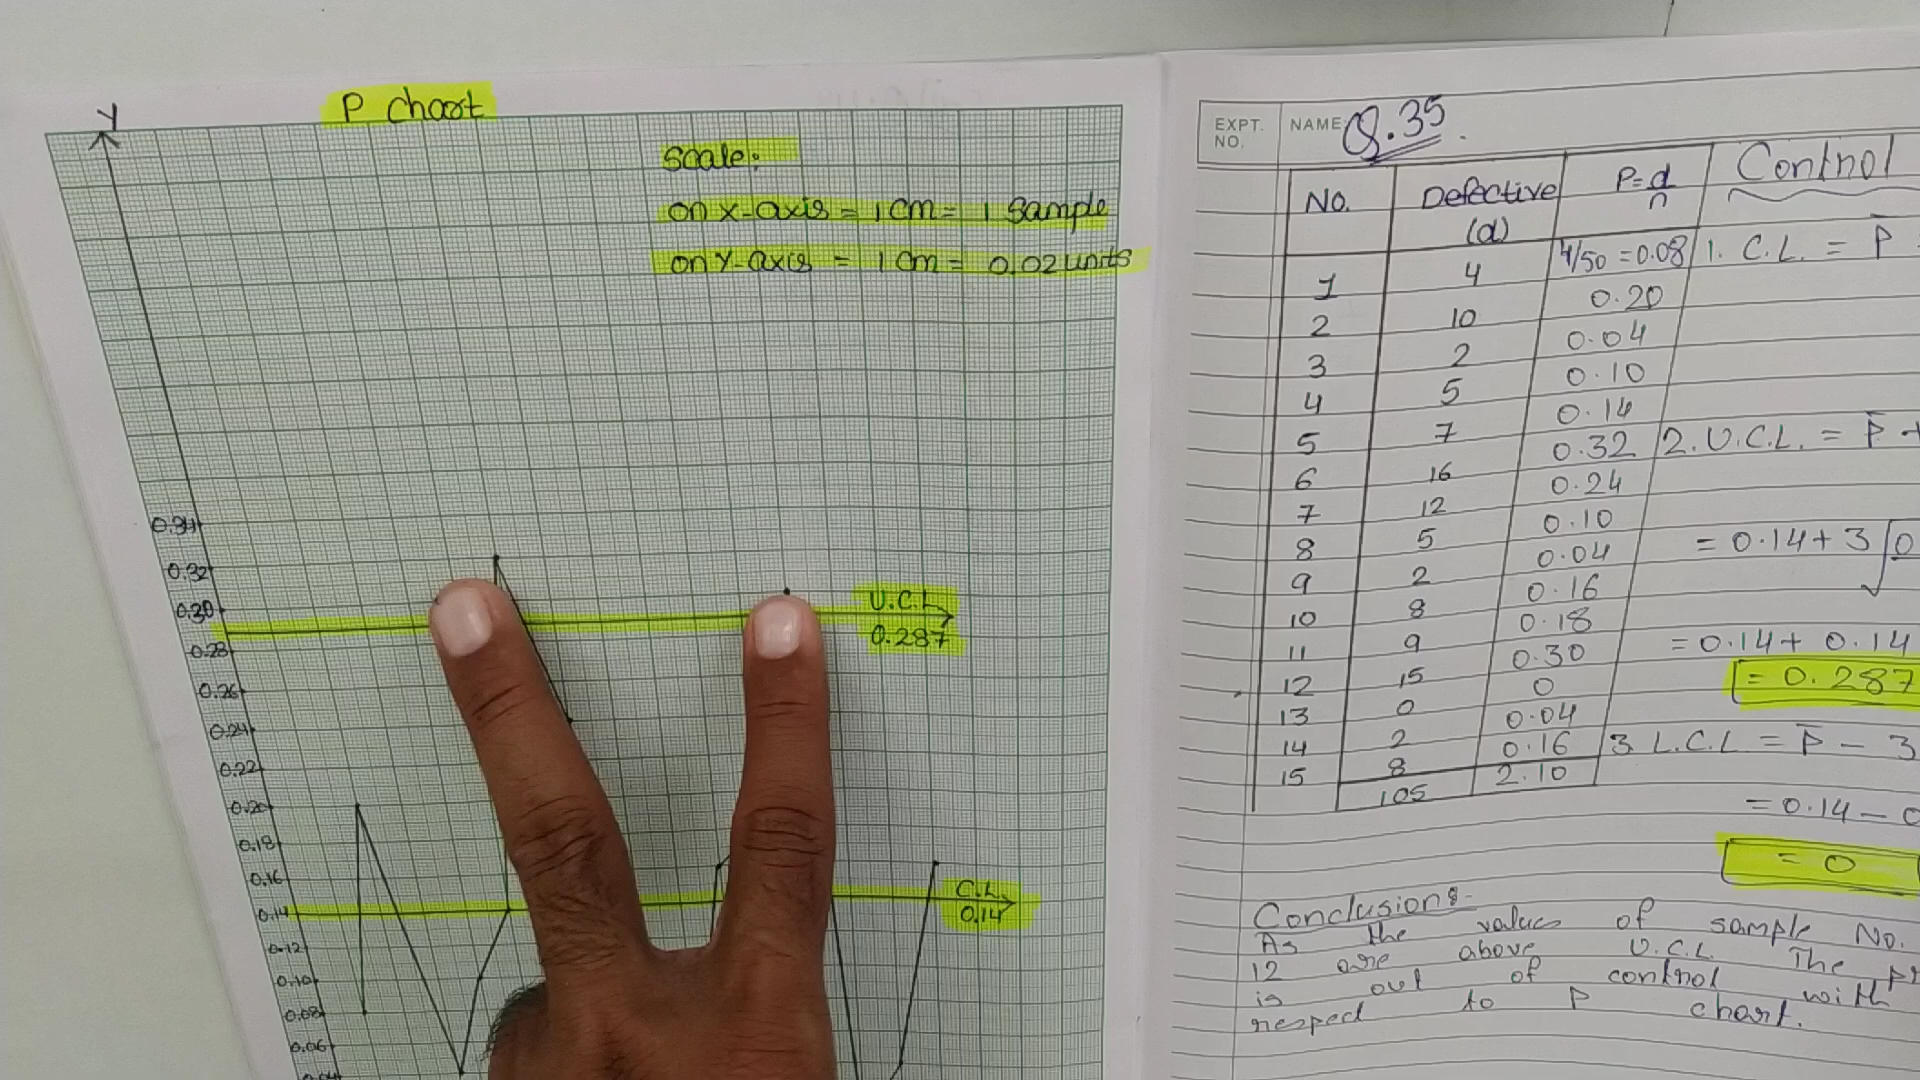 Y
P chart
Scale:
on x-axis = 1 cm = 1 sample
on Y-axis = 1 cm = 0.02 units
0.34
0.32
0.30
0.28
0.26
0.24
0.22
0.20
0.18
0.16
0.14
0.12
0.10
0.08
0.06
0.04
U.C.L
0.287
C.L.
0.14
EXPT. NO.
NAME
Q.35
No. Defective (d) P=d/n
1 4 4/50=0.08
2 10 0.20
3 2 0.04
4 5 0.10
5 7 0.14
6 16 0.32
7 12 0.24
8 5 0.10
9 2 0.04
10 8 0.16
11 9 0.18
12 15 0.30
13 0 0
14 2 0.04
15 8 0.16
105 2.10
Control
1. C.L. = P̄
2. U.C.L. = P̄ +
= 0.14 + 3 √0
= 0.14 + 0.14
= 0.287
3. L.C.L = P̄ - 3
= 0.14 - 0
= 0
Conclusion:-
As the values of sample No.
12 are above U.C.L. The pr
is out of control with
respect to P chart.